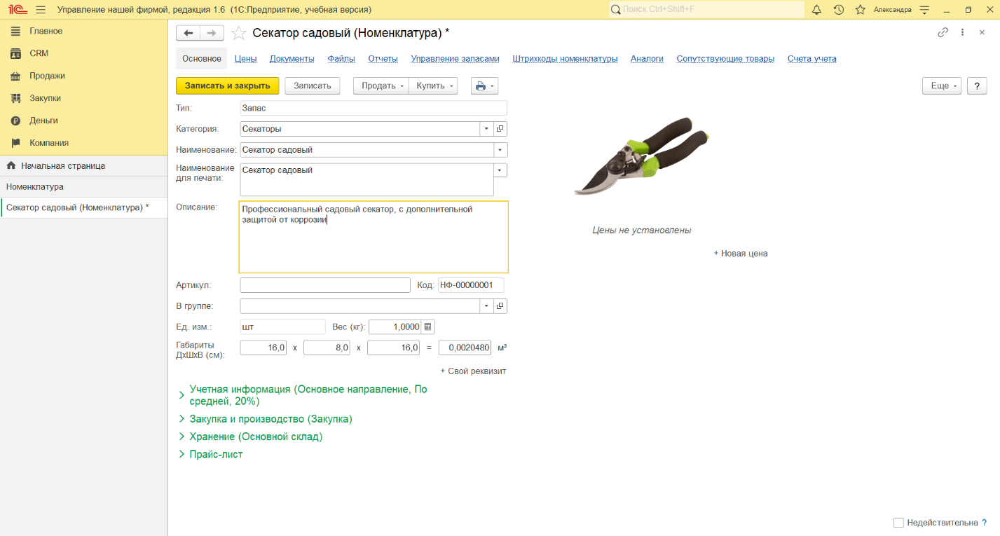 1С Управление нашей фирмой, редакция 1.6 (1С:Предприятие, учебная версия) Поиск Ctrl+Shift+F Александра
Главное
CRM
Продажи
Закупки
Деньги
Компания
Начальная страница
Номенклатура
Секатор садовый (Номенклатура) *
Секатор садовый (Номенклатура) *
Основное Цены Документы Файлы Отчеты Управление запасами Штрихкоды номенклатуры Аналоги Сопутствующие товары Счета учета
Записать и закрыть Записать Продать Купить Еще ?
Тип: Запас
Категория: Секаторы
Наименование: Секатор садовый
Наименование для печати: Секатор садовый
Описание: Профессиональный садовый секатор, с дополнительной
защитой от коррозии
Цены не установлены
+ Новая цена
Артикул: Код: НФ-00000001
В группе:
Ед. изм.: шт Вес (кг): 1,0000
Габариты
ДхШхВ (см): 16,0 x 8,0 x 16,0 = 0,0020480 м³
+ Свой реквизит
Учетная информация (Основное направление, По
средней, 20%)
Закупка и производство (Закупка)
Хранение (Основной склад)
Прайс-лист
Недействительна ?